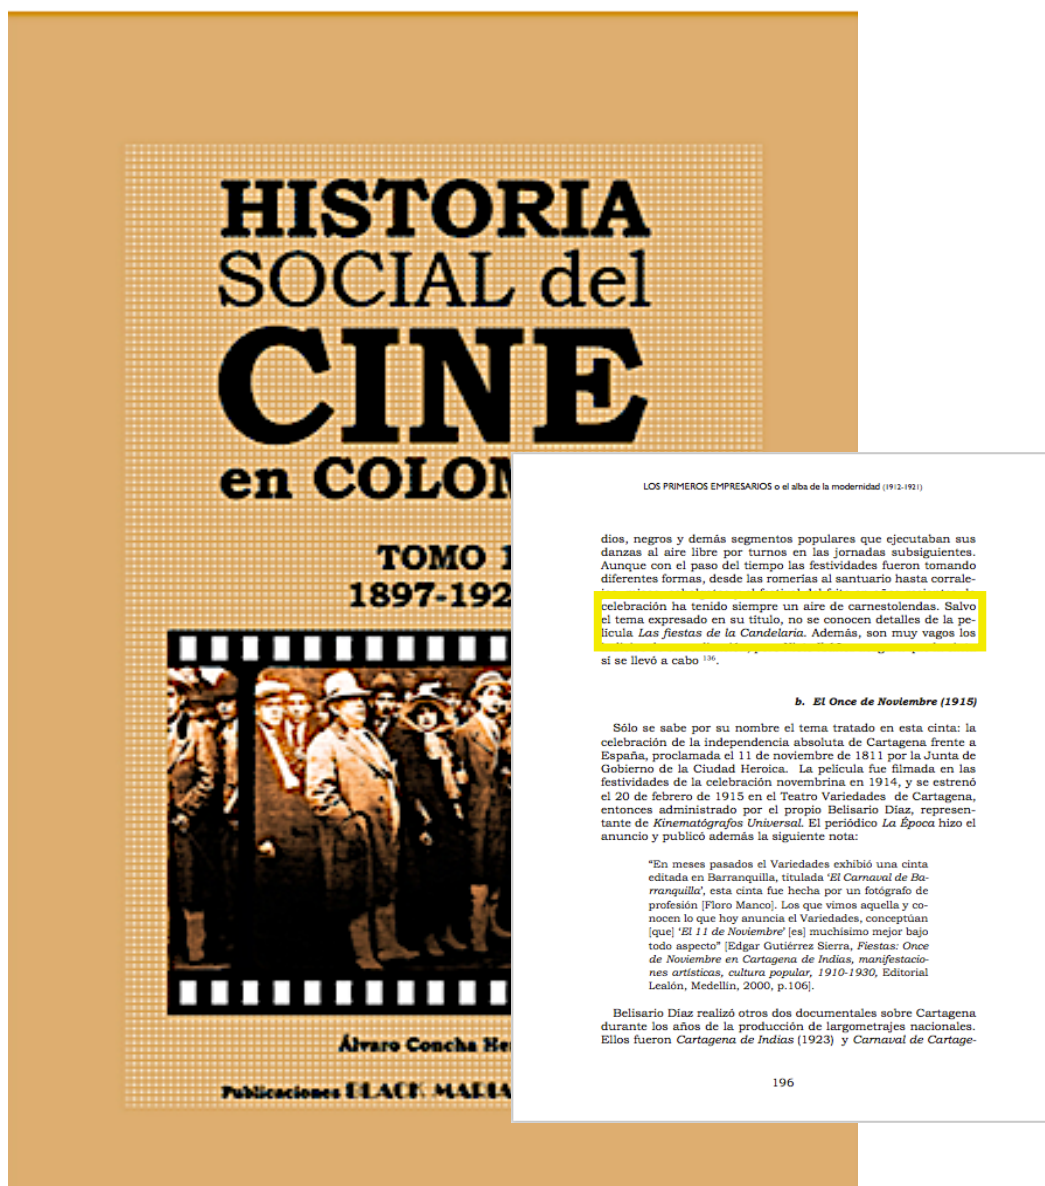 HISTORIA
SOCIAL del
CINE
en COLOM
TOMO 1
1897-192
Álvaro Concha He
Publicaciones BLACK MARIA
LOS PRIMEROS EMPRESARIOS o el alba de la modernidad (1912-1921)
dios, negros y demás segmentos populares que ejecutaban sus
danzas al aire libre por turnos en las jornadas subsiguientes.
Aunque con el paso del tiempo las festividades fueron tomando
diferentes formas, desde las romerías al santuario hasta corrale-
celebración ha tenido siempre un aire de carnestolendas. Salvo
el tema expresado en su título, no se conocen detalles de la pe-
lícula Las fiestas de la Candelaria. Además, son muy vagos los
sí se llevó a cabo 136.
b. El Once de Noviembre (1915)
Sólo se sabe por su nombre el tema tratado en esta cinta: la
celebración de la independencia absoluta de Cartagena frente a
España, proclamada el 11 de noviembre de 1811 por la Junta de
Gobierno de la Ciudad Heroica. La película fue filmada en las
festividades de la celebración novembrina en 1914, y se estrenó
el 20 de febrero de 1915 en el Teatro Variedades de Cartagena,
entonces administrado por el propio Belisario Díaz, represen-
tante de Kinematógrafos Universal. El periódico La Época hizo el
anuncio y publicó además la siguiente nota:
“En meses pasados el Variedades exhibió una cinta
editada en Barranquilla, titulada ‘El Carnaval de Ba-
rranquilla’, esta cinta fue hecha por un fotógrafo de
profesión [Floro Manco]. Los que vimos aquella y co-
nocen lo que hoy anuncia el Variedades, conceptúan
[que] ‘El 11 de Noviembre’ [es] muchísimo mejor bajo
todo aspecto” [Edgar Gutiérrez Sierra, Fiestas: Once
de Noviembre en Cartagena de Indias, manifestacio-
nes artísticas, cultura popular, 1910-1930, Editorial
Lealón, Medellín, 2000, p.106].
Belisario Díaz realizó otros dos documentales sobre Cartagena
durante los años de la producción de largometrajes nacionales.
Ellos fueron Cartagena de Indias (1923) y Carnaval de Cartage-
196